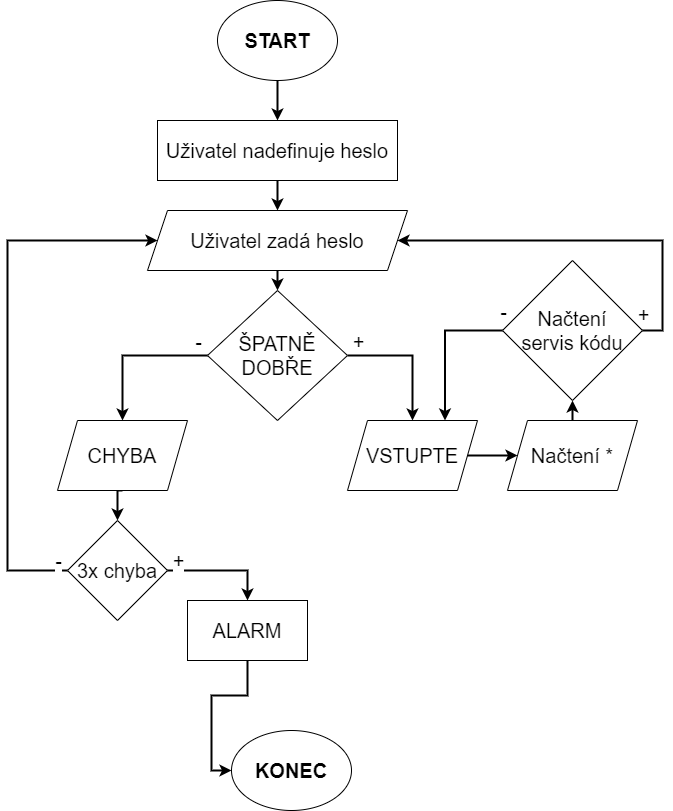 START
Uživatel nadefinuje heslo
Uživatel zadá heslo
ŠPATNĚ
DOBŘE
-
+
Načtení
servis kódu
-
+
CHYBA
VSTUPTE
Načtení *
3x chyba
-
+
ALARM
KONEC